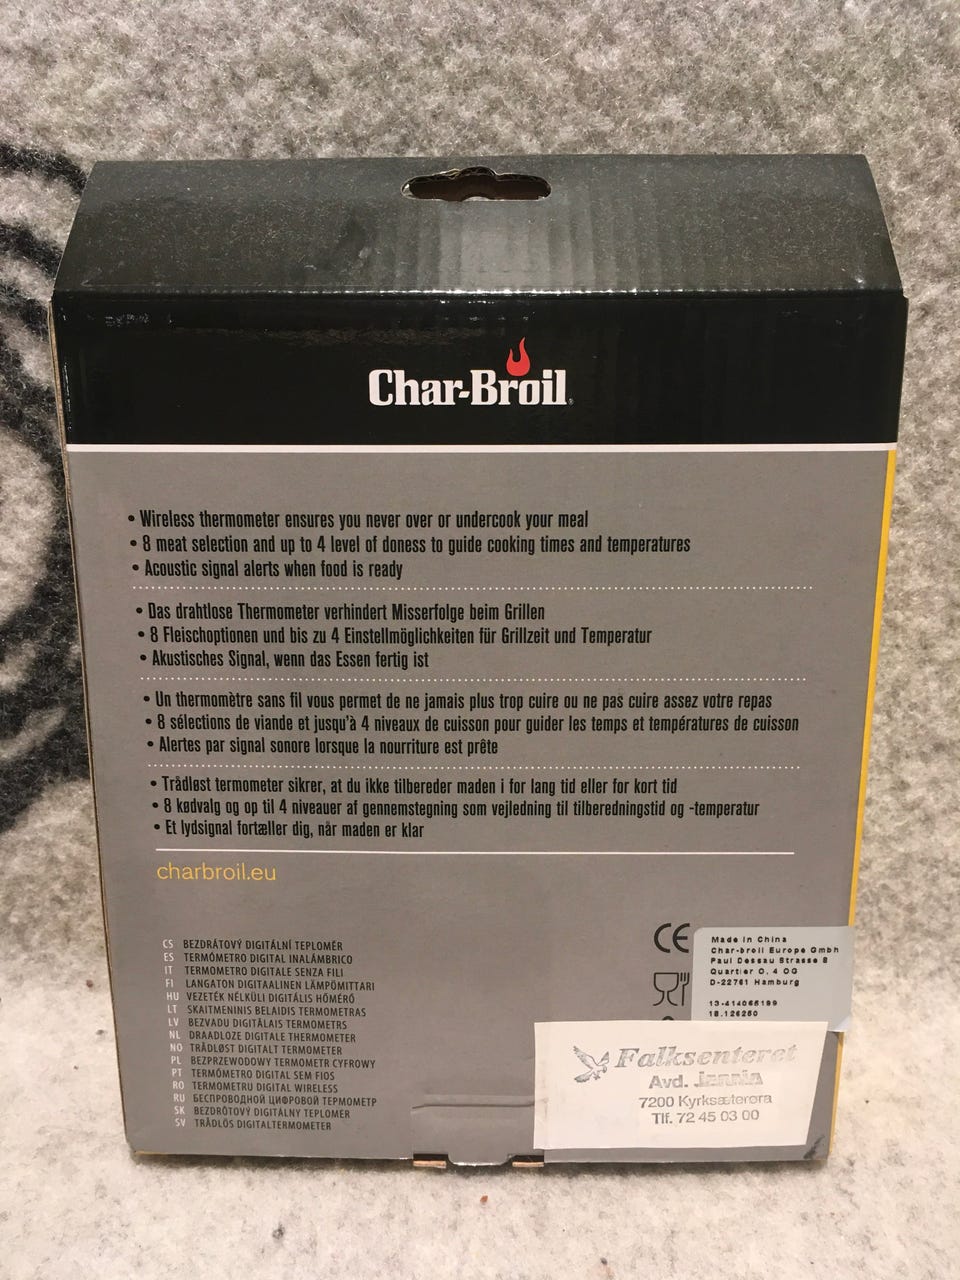 Char-Broil
• Wireless thermometer ensures you never over or undercook your meal
• 8 meat selection and up to 4 level of doness to guide cooking times and temperatures
• Acoustic signal alerts when food is ready
• Das drahtlose Thermometer verhindert Misserfolge beim Grillen
• 8 Fleischoptionen und bis zu 4 Einstellmöglichkeiten für Grillzeit und Temperatur
• Akustisches Signal, wenn das Essen fertig ist
• Un thermomètre sans fil vous permet de ne jamais plus trop cuire ou ne pas cuire assez votre repas
• 8 sélections de viande et jusqu'à 4 niveaux de cuisson pour guider les temps et températures de cuisson
• Alertes par signal sonore lorsque la nourriture est prête
• Trådløst termometer sikrer, at du ikke tilbereder maden i for lang tid eller for kort tid
• 8 kødvalg og op til 4 niveauer af gennemstegning som vejledning til tilberedningstid og -temperatur
• Et lydsignal fortæller dig, når maden er klar
charbroil.eu
CS BEZDRÁTOVÝ DIGITÁLNÍ TEPLOMĚR
ES TERMÓMETRO DIGITAL INALÁMBRICO
IT TERMOMETRO DIGITALE SENZA FILI
FI LANGATON DIGITAALINEN LÄMPÖMITTARI
HU VEZETÉK NÉLKÜLI DIGITÁLIS HŐMÉRŐ
LT SKAITMENINIS BELAIDIS TERMOMETRAS
LV BEZVADU DIGITĀLAIS TERMOMETRS
NL DRAADLOZE DIGITALE THERMOMETER
NO TRÅDLØST DIGITALT TERMOMETER
PL BEZPRZEWODOWY TERMOMETR CYFROWY
PT TERMÓMETRO DIGITAL SEM FIOS
RO TERMOMETRU DIGITAL WIRELESS
RU БЕСПРОВОДНОЙ ЦИФРОВОЙ ТЕРМОМЕТР
SK BEZDRÔTOVÝ DIGITÁLNY TEPLOMER
SV TRÅDLÖS DIGITALTERMOMETER
CE
Made in China
Char-broil Europe Gmbh
Paul Dessau Strasse 8
Quartier O, 4 OG
D-22761 Hamburg
13-414065199
18.126250
Falksenteret
Avd. Jernia
7200 Kyrksæterøra
Tlf. 72 45 03 00